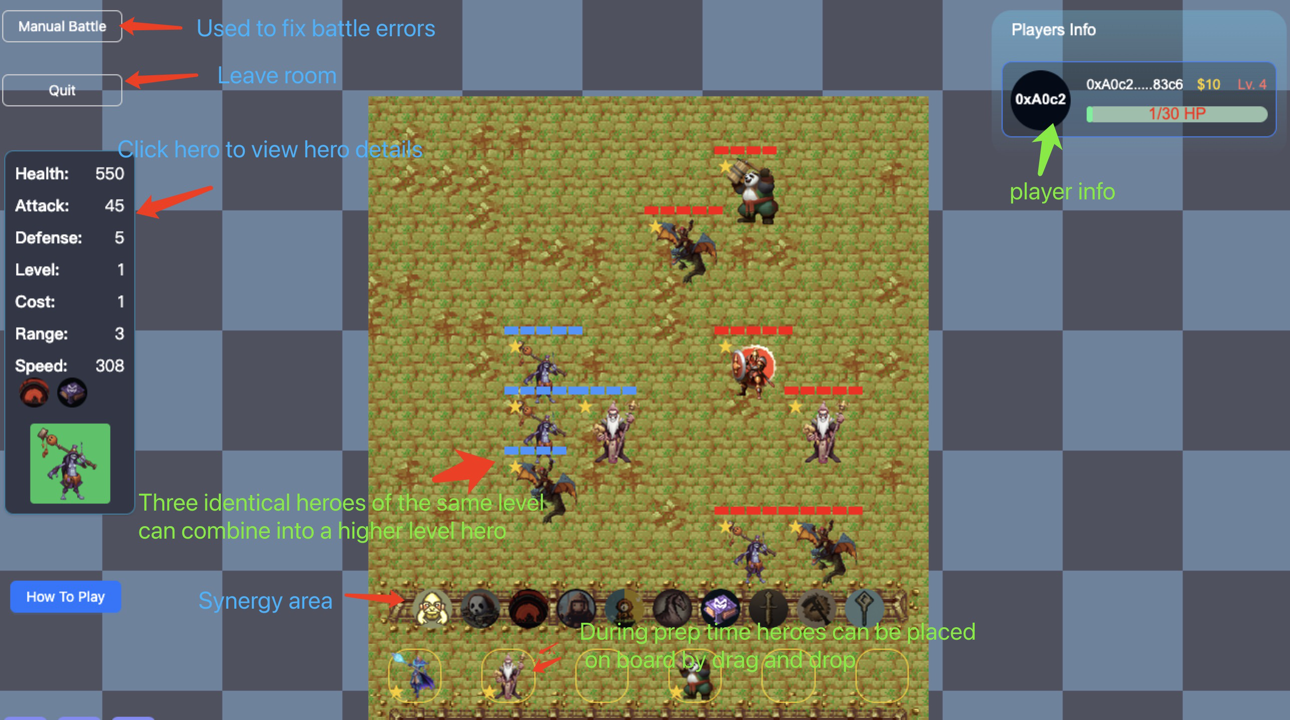 Manual Battle
Used to fix battle errors
Leave room
Quit
Click hero to view hero details
Health: 550
Attack: 45
Defense: 5
Level: 1
Cost: 1
Range: 3
Speed: 308
Players Info
0xA0c2
0xA0c2.....83c6 $10 Lv. 4
1/30 HP
player info
Three identical heroes of the same level
can combine into a higher level hero
How To Play
Synergy area
During prep time heroes can be placed
on board by drag and drop